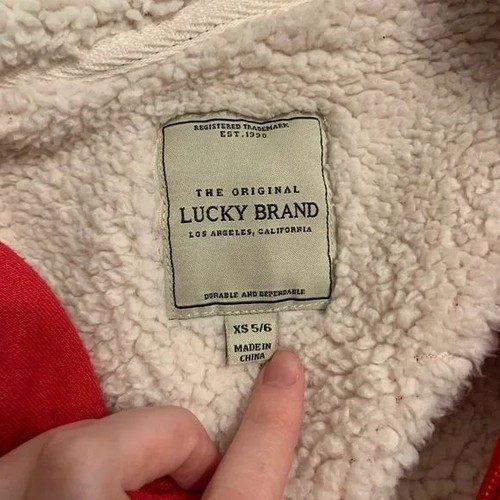 REGISTERED TRADEMARK
EST. 1990
THE ORIGINAL
LUCKY BRAND
LOS ANGELES, CALIFORNIA
DURABLE AND DEPENDABLE
XS 5/6
MADE IN
CHINA